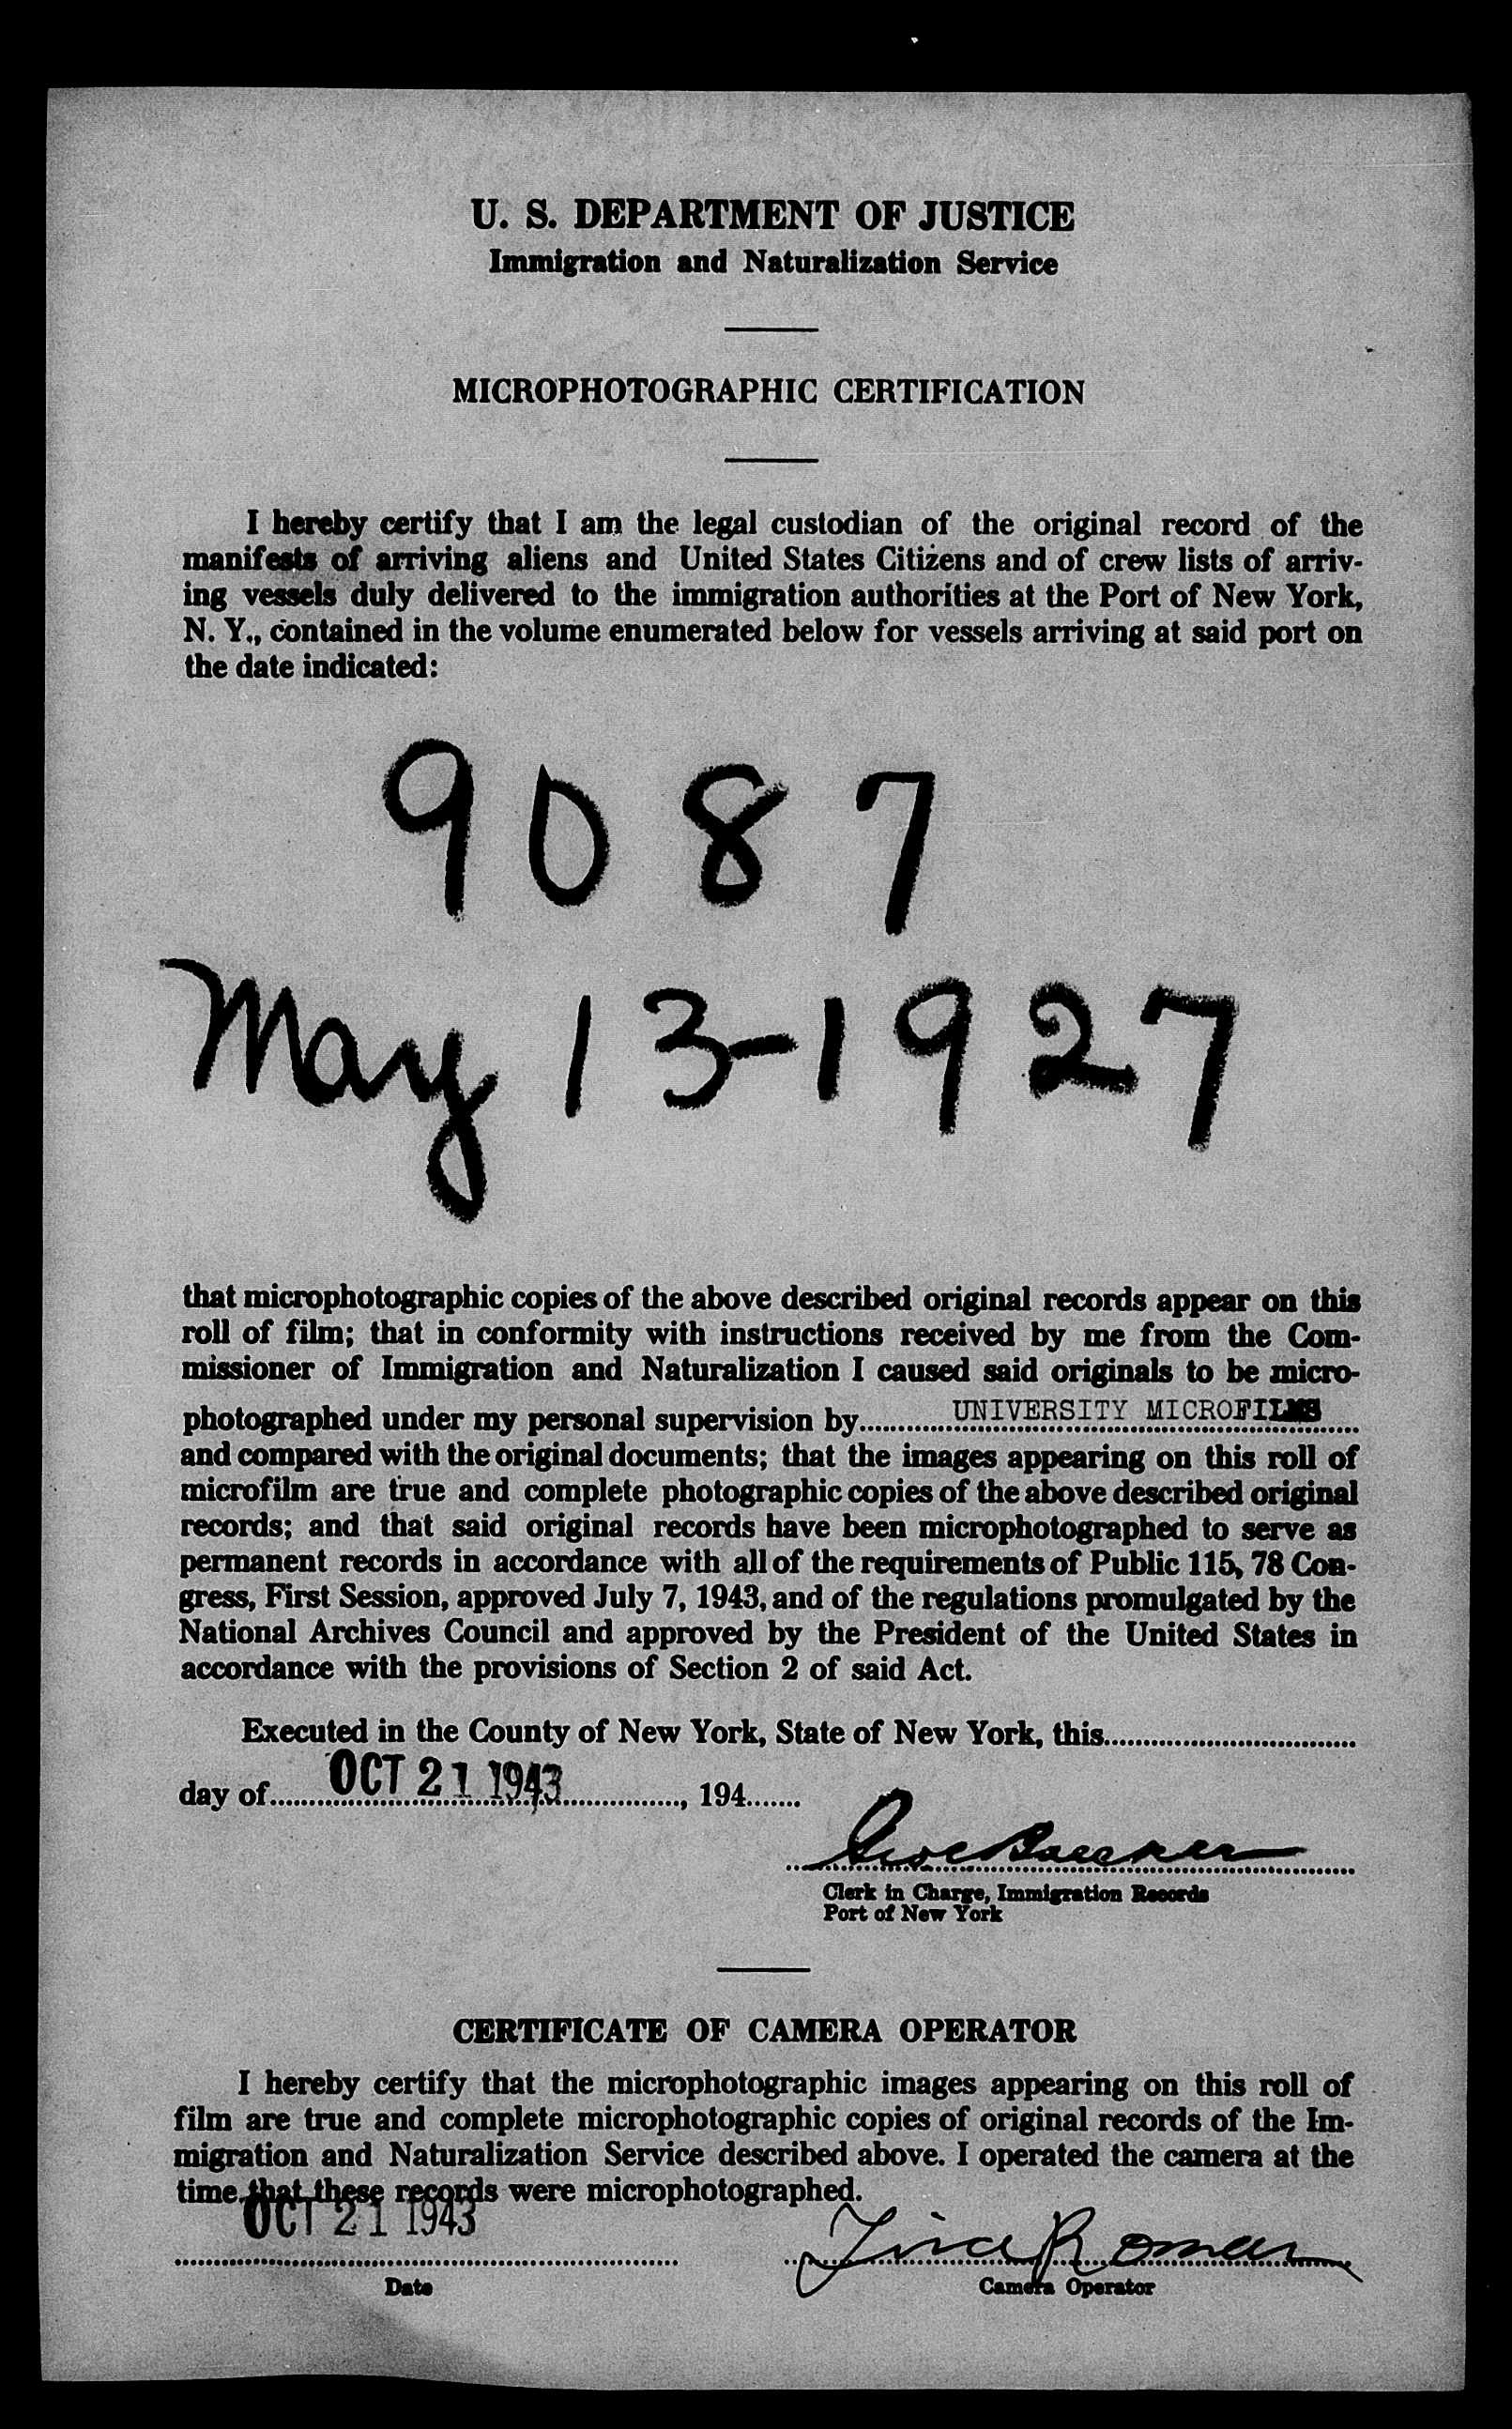 U. S. DEPARTMENT OF JUSTICE
Immigration and Naturalization Service
MICROPHOTOGRAPHIC CERTIFICATION
I hereby certify that I am the legal custodian of the original record of the
manifests of arriving aliens and United States Citizens and of crew lists of arriv-
ing vessels duly delivered to the immigration authorities at the Port of New York,
N. Y., contained in the volume enumerated below for vessels arriving at said port on
the date indicated:
9087
May 13-1927
that microphotographic copies of the above described original records appear on this
roll of film; that in conformity with instructions received by me from the Com-
missioner of Immigration and Naturalization I caused said originals to be micro-
photographed under my personal supervision by UNIVERSITY MICROFILMS
and compared with the original documents; that the images appearing on this roll of
microfilm are true and complete photographic copies of the above described original
records; and that said original records have been microphotographed to serve as
permanent records in accordance with all of the requirements of Public 115, 78 Con-
gress, First Session, approved July 7, 1943, and of the regulations promulgated by the
National Archives Council and approved by the President of the United States in
accordance with the provisions of Section 2 of said Act.
Executed in the County of New York, State of New York, this
day of OCT 21 1943, 194
Clerk in Charge, Immigration Records
Port of New York
CERTIFICATE OF CAMERA OPERATOR
I hereby certify that the microphotographic images appearing on this roll of
film are true and complete microphotographic copies of original records of the Im-
migration and Naturalization Service described above. I operated the camera at the
time that these records were microphotographed.
OCT 21 1943 Tina Roman
Date Camera Operator